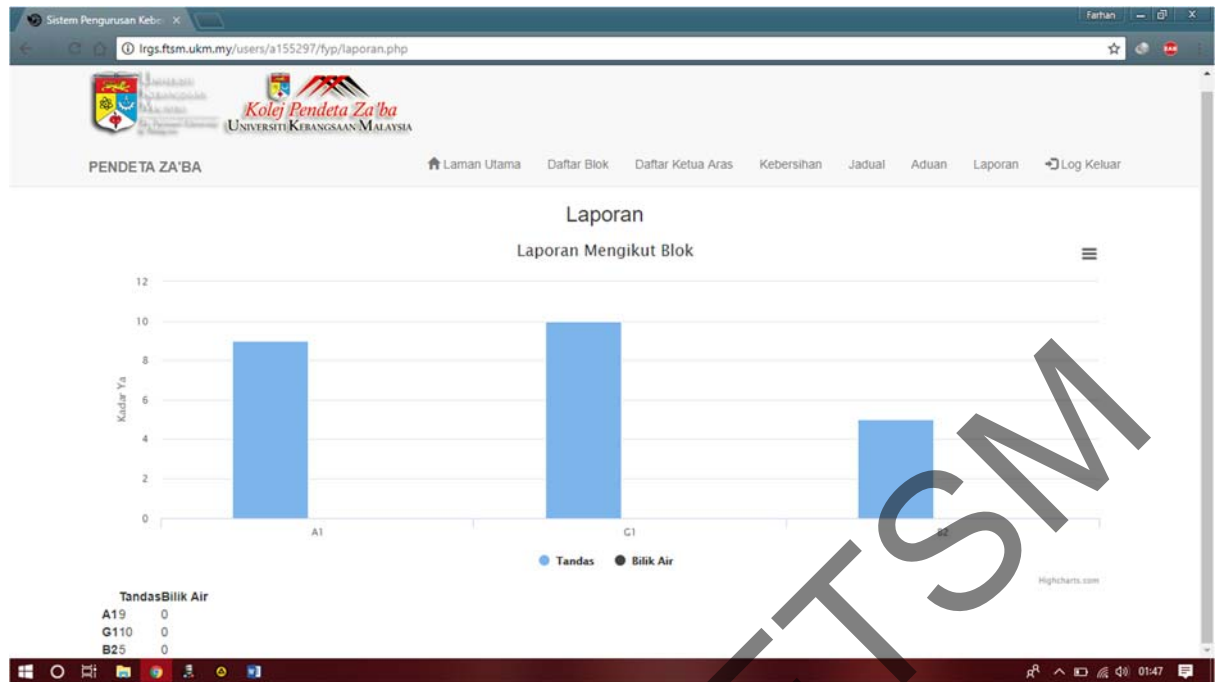 Sistem Pengurusan Kebe
Farhan
lrgs.ftsm.ukm.my/users/a155297/fyp/laporan.php
Kolej Pendeta Za'ba
UNIVERSITI KEBANGSAAN MALAYSIA
PENDETA ZA'BA Laman Utama Daftar Blok Daftar Ketua Aras Kebersihan Jadual Aduan Laporan Log Keluar
Laporan
Laporan Mengikut Blok
12
10
8
6
4
2
0
Kadar Ya
A1 G1 B2
Tandas Bilik Air
Highcharts.com
TandasBilik Air
A19 0
G110 0
B25 0
01:47
FTSM